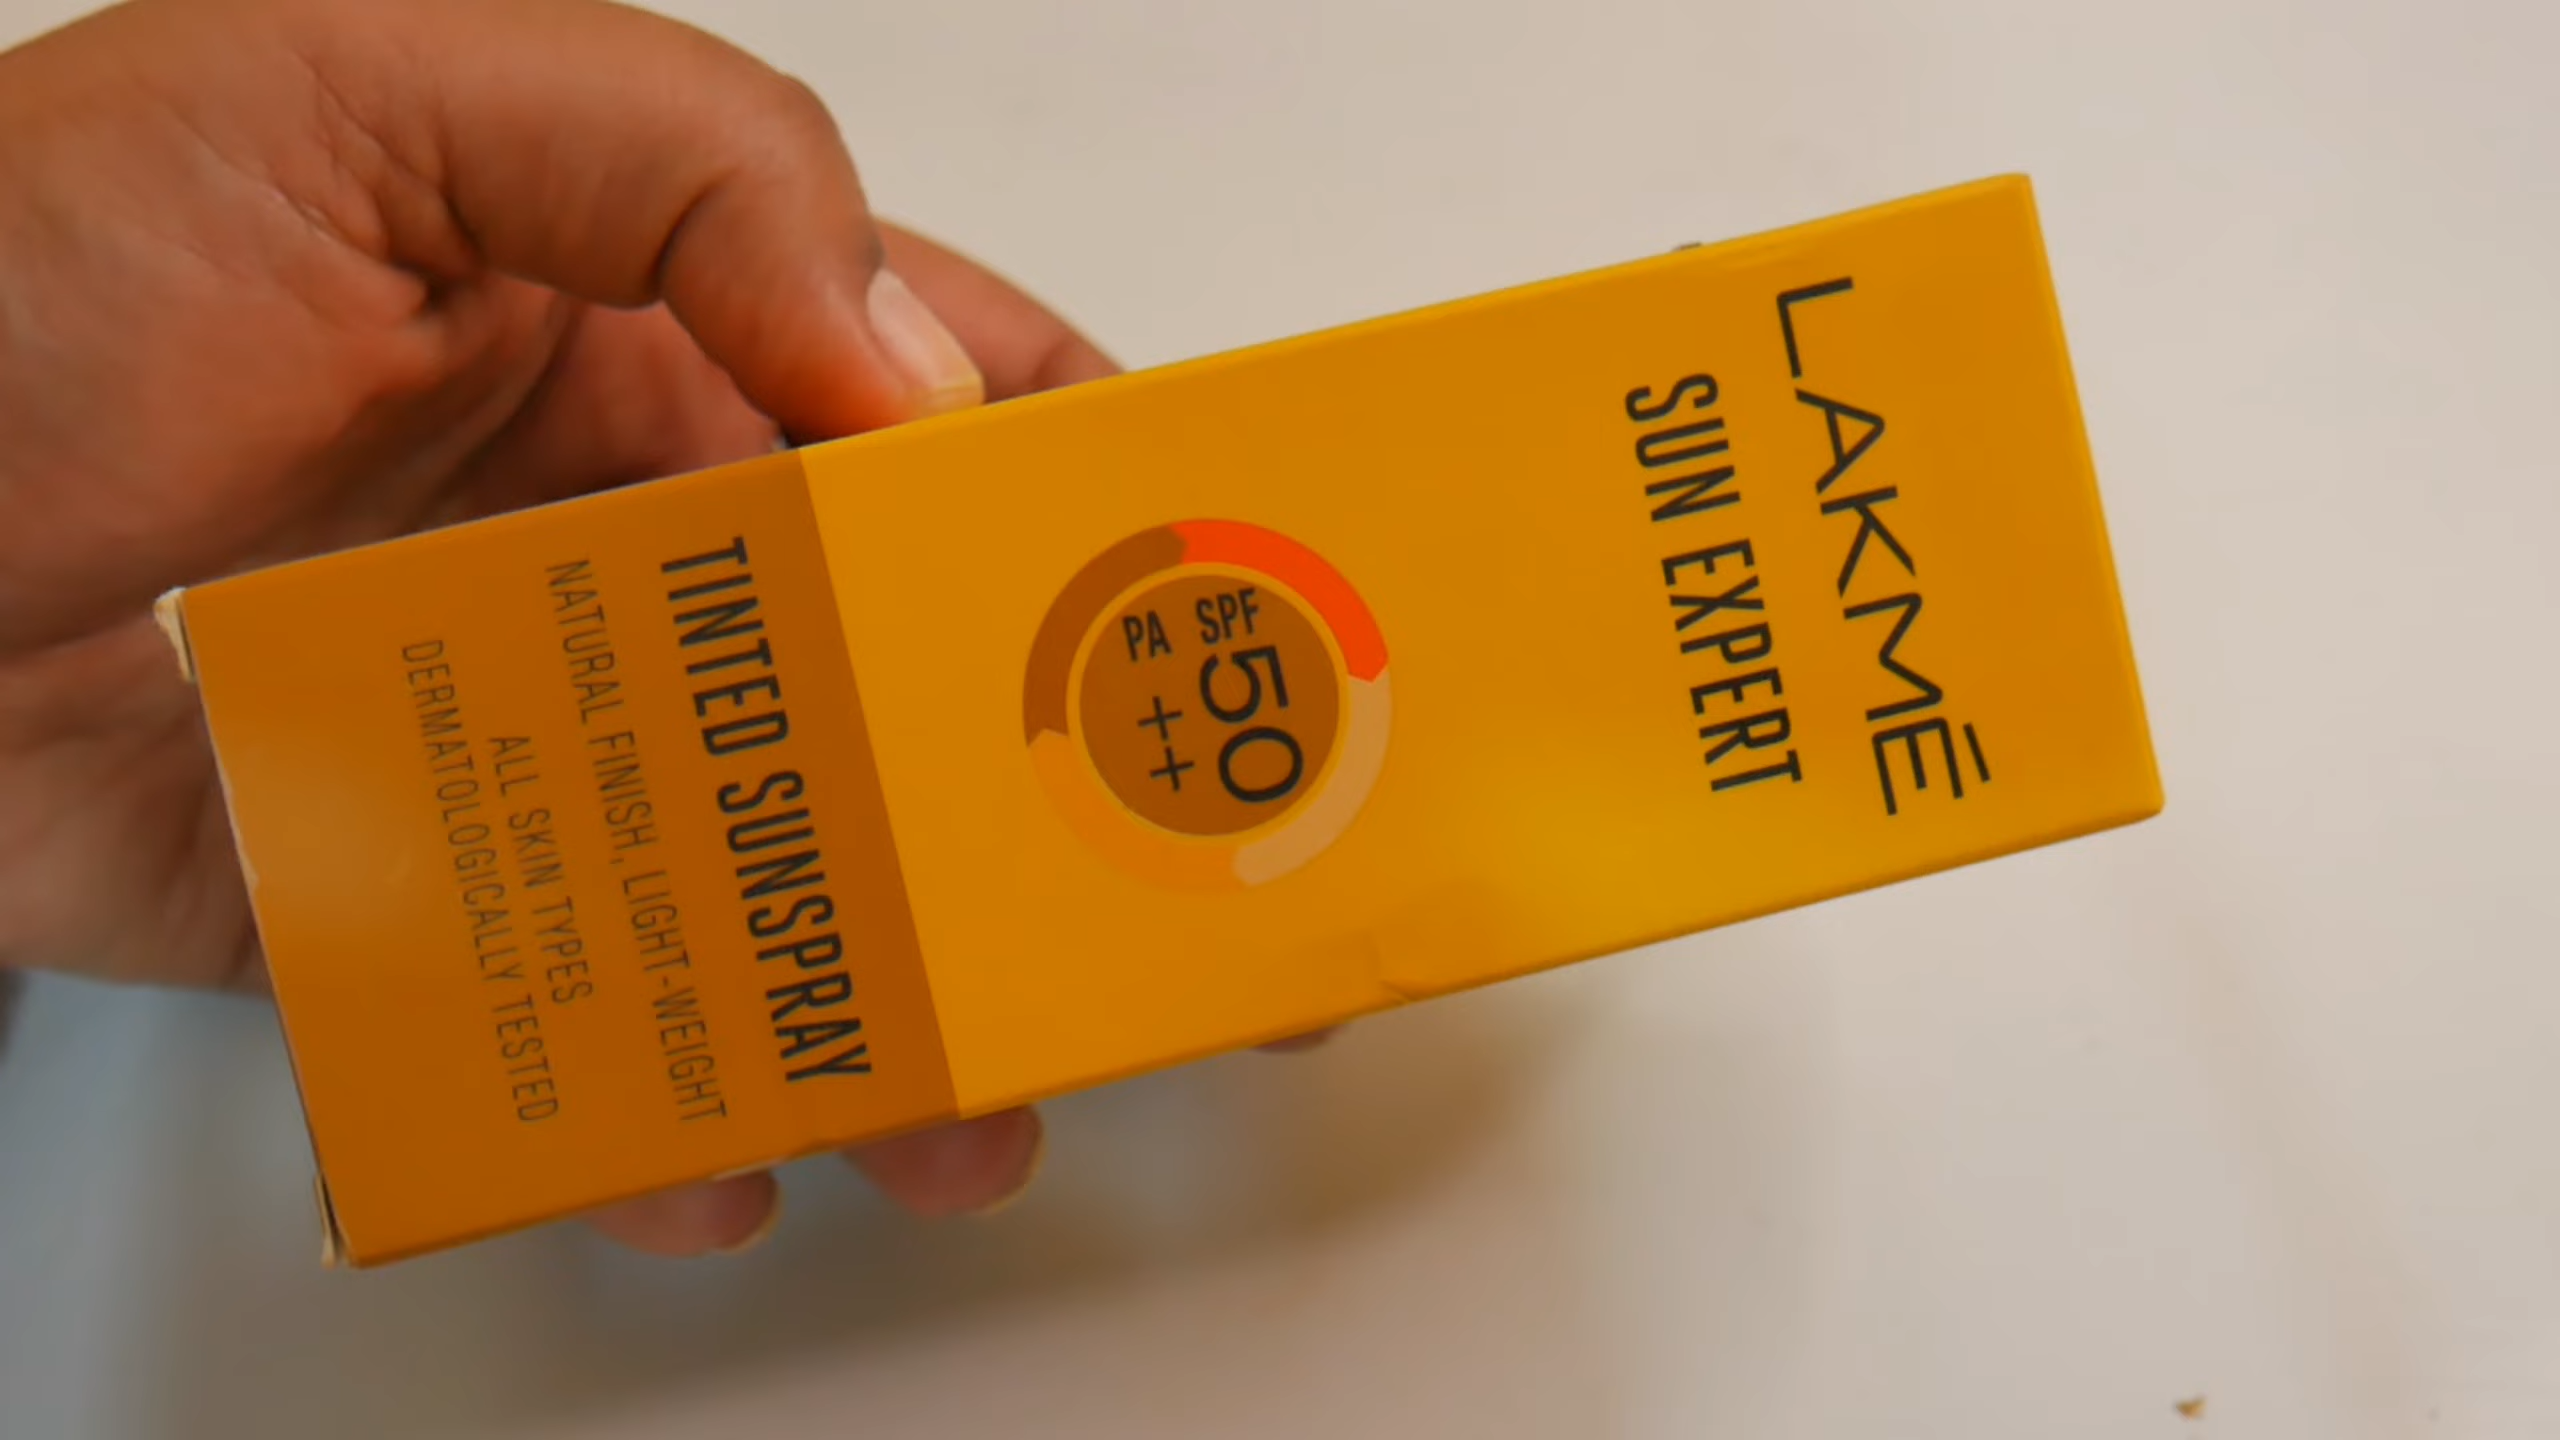 LAKMĒ
SUN EXPERT
SPF 50
PA ++
TINTED SUNSPRAY
NATURAL FINISH, LIGHT-WEIGHT
ALL SKIN TYPES
DERMATOLOGICALLY TESTED